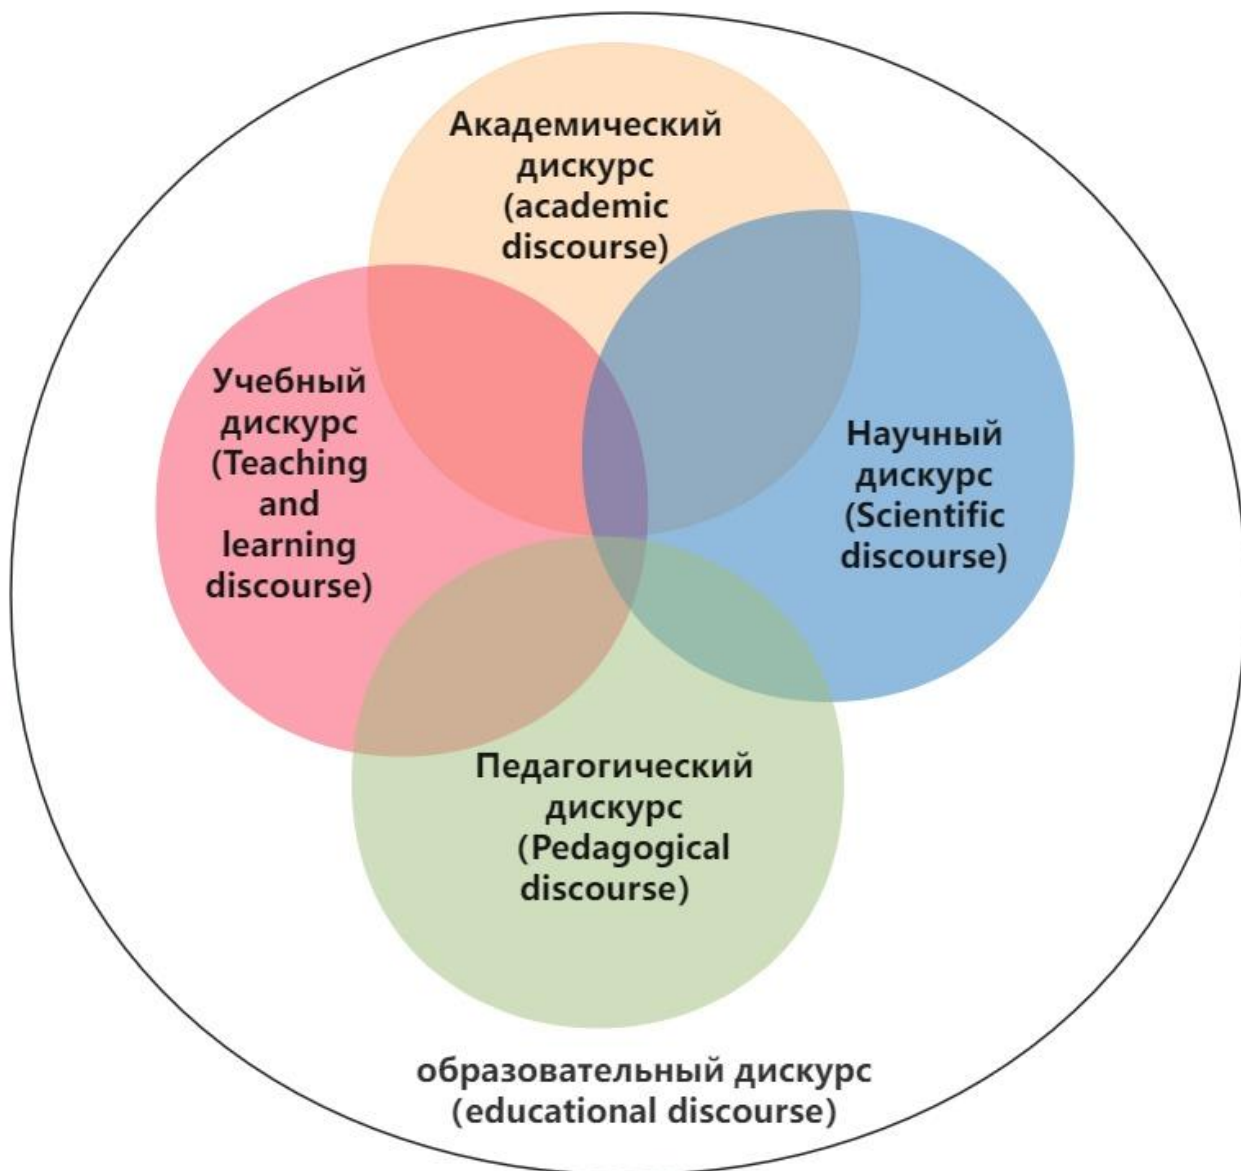 Академический
дискурс
(academic
discourse)
Учебный
дискурс
(Teaching
and
learning
discourse)
Научный
дискурс
(Scientific
discourse)
Педагогический
дискурс
(Pedagogical
discourse)
образовательный дискурс
(educational discourse)